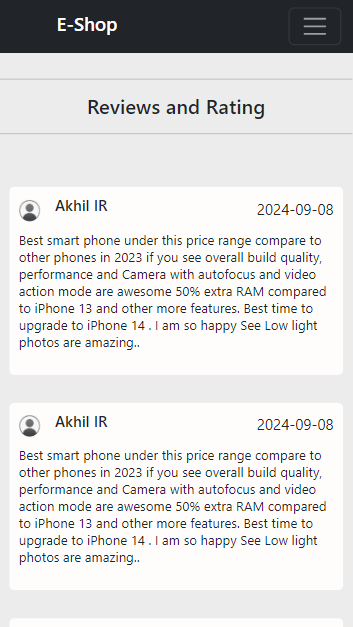 E-Shop
Reviews and Rating
Akhil IR
2024-09-08
Best smart phone under this price range compare to
other phones in 2023 if you see overall build quality,
performance and Camera with autofocus and video
action mode are awesome 50% extra RAM compared
to iPhone 13 and other more features. Best time to
upgrade to iPhone 14 . I am so happy See Low light
photos are amazing..
Akhil IR
2024-09-08
Best smart phone under this price range compare to
other phones in 2023 if you see overall build quality,
performance and Camera with autofocus and video
action mode are awesome 50% extra RAM compared
to iPhone 13 and other more features. Best time to
upgrade to iPhone 14 . I am so happy See Low light
photos are amazing..